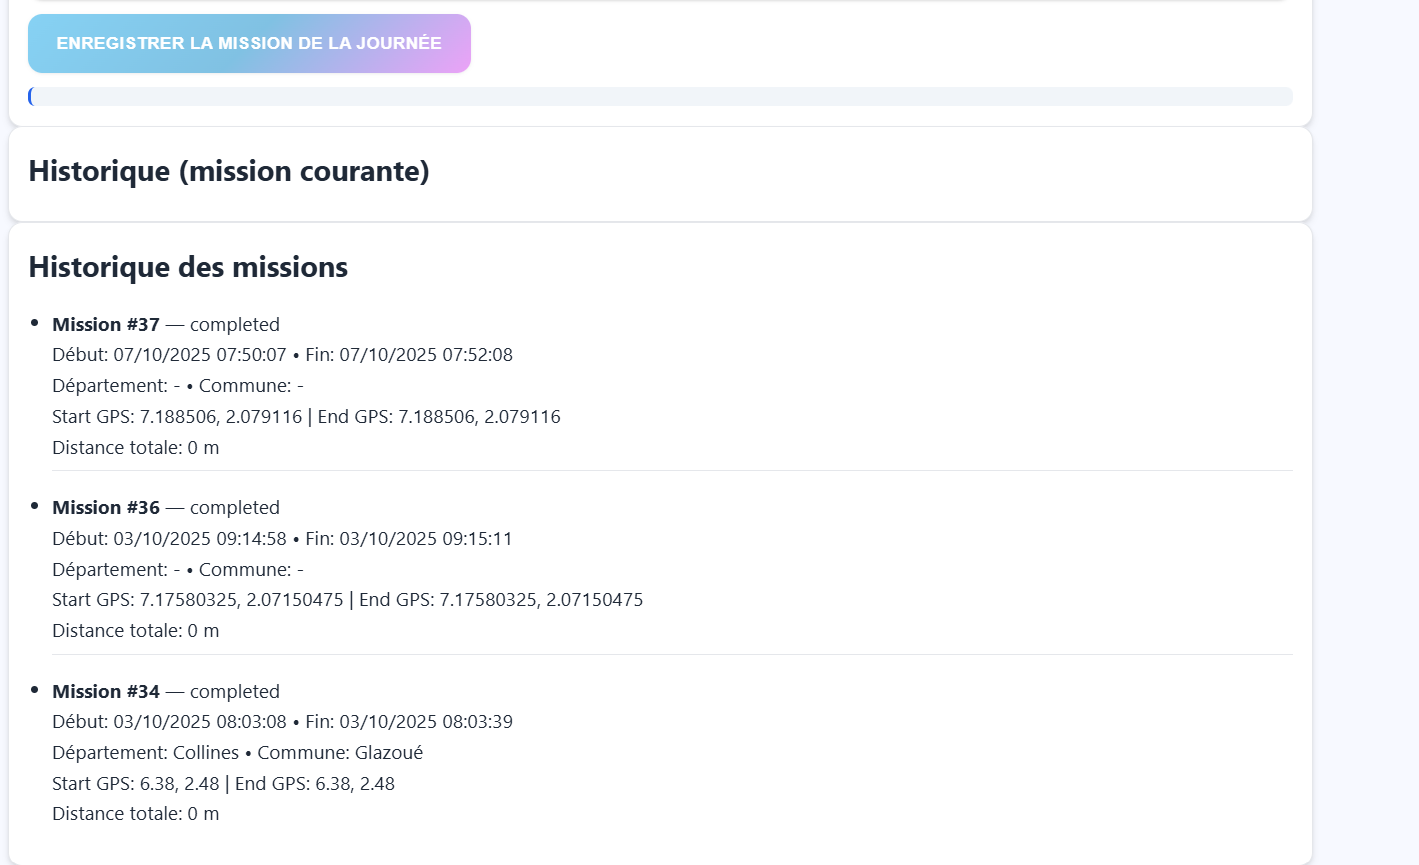 ENREGISTRER LA MISSION DE LA JOURNÉE
Historique (mission courante)
Historique des missions
• Mission #37 — completed
Début: 07/10/2025 07:50:07 • Fin: 07/10/2025 07:52:08
Département: - • Commune: -
Start GPS: 7.188506, 2.079116 | End GPS: 7.188506, 2.079116
Distance totale: 0 m
• Mission #36 — completed
Début: 03/10/2025 09:14:58 • Fin: 03/10/2025 09:15:11
Département: - • Commune: -
Start GPS: 7.17580325, 2.07150475 | End GPS: 7.17580325, 2.07150475
Distance totale: 0 m
• Mission #34 — completed
Début: 03/10/2025 08:03:08 • Fin: 03/10/2025 08:03:39
Département: Collines • Commune: Glazoué
Start GPS: 6.38, 2.48 | End GPS: 6.38, 2.48
Distance totale: 0 m